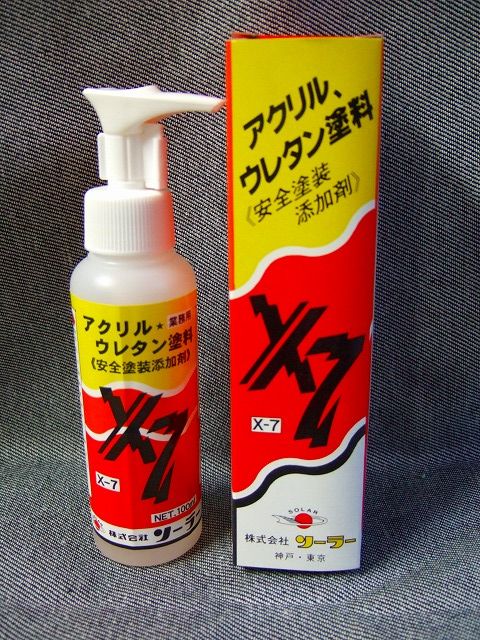 アクリル、
ウレタン塗料
《安全塗装
添加剤》
X7
X-7
SOLAR
株式会社 ソーラー
神戸・東京
アクリル★業務用
ウレタン塗料
《安全塗装添加剤》
X7
X-7
NET.100ml
株式会社 ソーラー